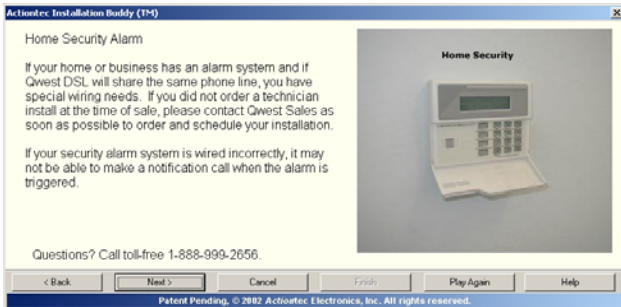 Actiontec Installation Buddy (TM)
Home Security Alarm
If your home or business has an alarm system and if
Qwest DSL will share the same phone line, you have
special wiring needs. If you did not order a technician
install at the time of sale, please contact Qwest Sales as
soon as possible to order and schedule your installation.
If your security alarm system is wired incorrectly, it may
not be able to make a notification call when the alarm is
triggered.
Home Security
Questions? Call toll-free 1-888-999-2656.
< Back Next > Cancel Finish Play Again Help
Patent Pending, © 2002 Actiontec Electronics, Inc. All rights reserved.